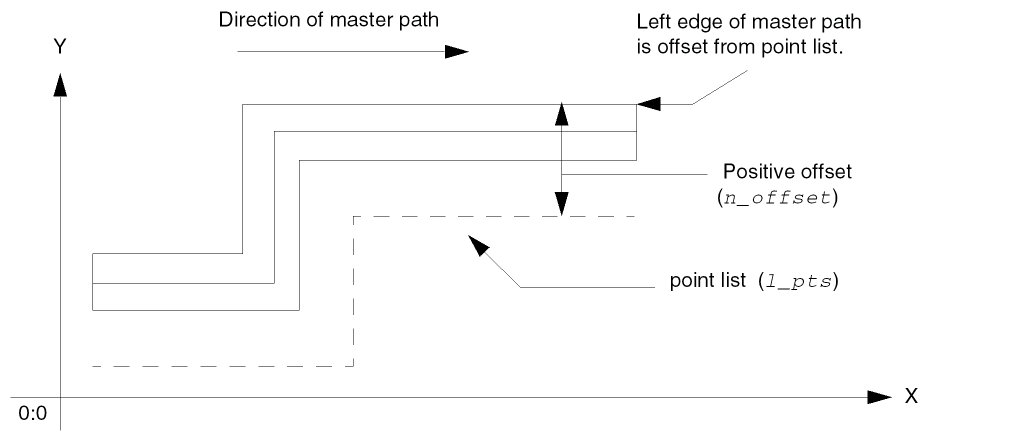 Direction of master path
Left edge of master path
is offset from point list.
Y
Positive offset
(n_offset)
point list (l_pts)
X
0:0